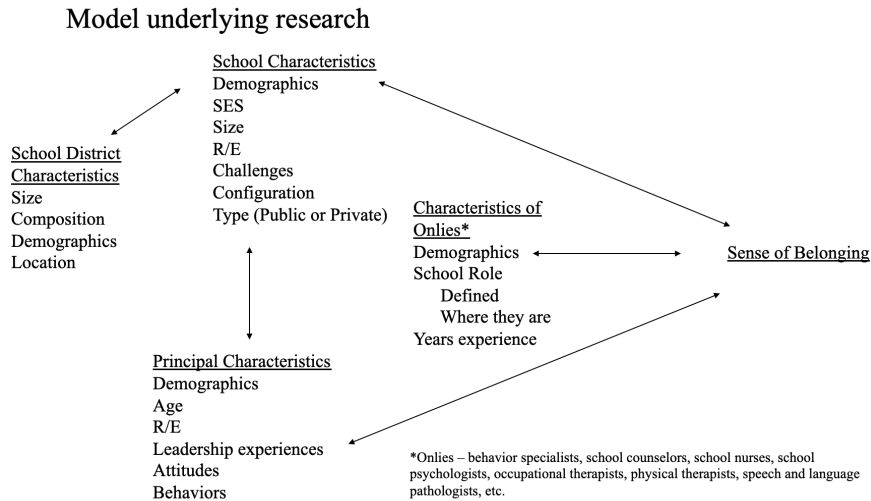 Model underlying research
School Characteristics
Demographics
SES
Size
R/E
Challenges
Configuration
Type (Public or Private)
School District
Characteristics
Size
Composition
Demographics
Location
Characteristics of
Onlies*
Demographics
School Role
Defined
Where they are
Years experience
Sense of Belonging
Principal Characteristics
Demographics
Age
R/E
Leadership experiences
Attitudes
Behaviors
*Onlies – behavior specialists, school counselors, school nurses, school
psychologists, occupational therapists, physical therapists, speech and language
pathologists, etc.